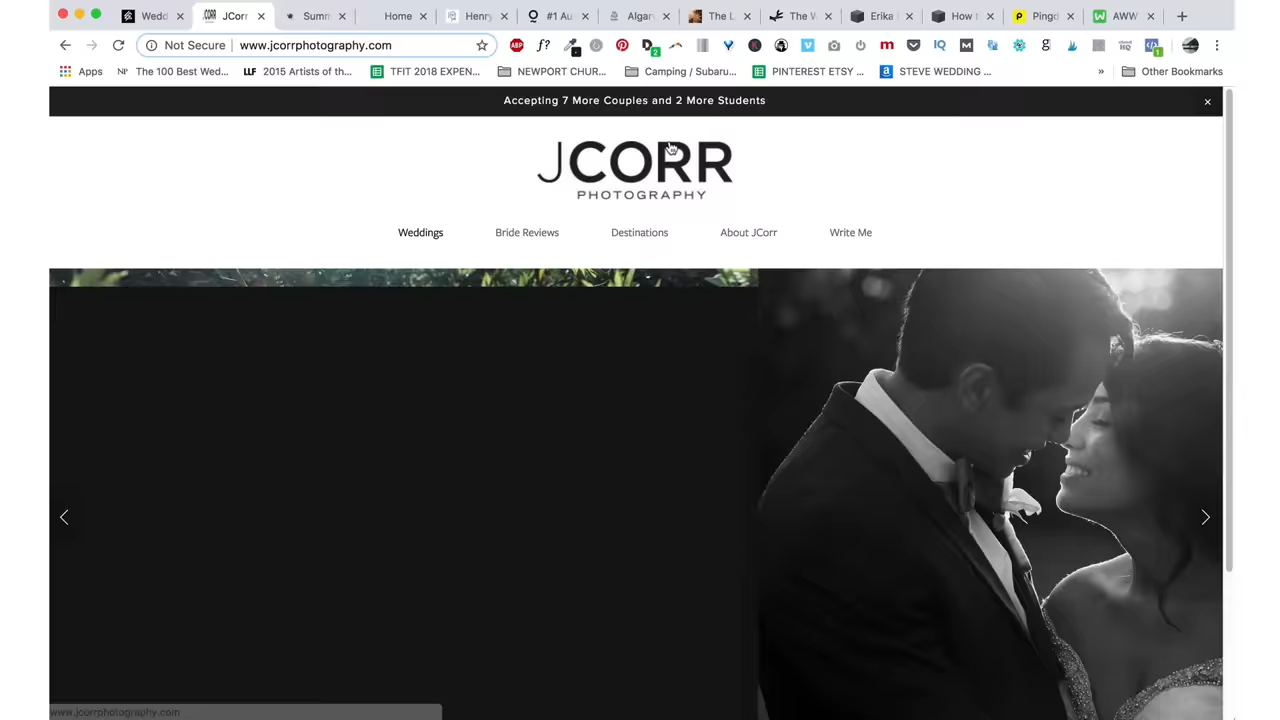 Wedd
JCorr
Summ
Home
Henry
#1 Au
Algar
The L
The W
Erika
How t
Pingd
AWW
Not Secure
www.jcorrphotography.com
Apps
The 100 Best Wed...
LLF 2015 Artists of th...
TFIT 2018 EXPEN...
NEWPORT CHUR...
Camping / Subaru...
PINTEREST ETSY ...
STEVE WEDDING ...
» Other Bookmarks
Accepting 7 More Couples and 2 More Students
JCORR
PHOTOGRAPHY
Weddings
Bride Reviews
Destinations
About JCorr
Write Me
www.jcorrphotography.com